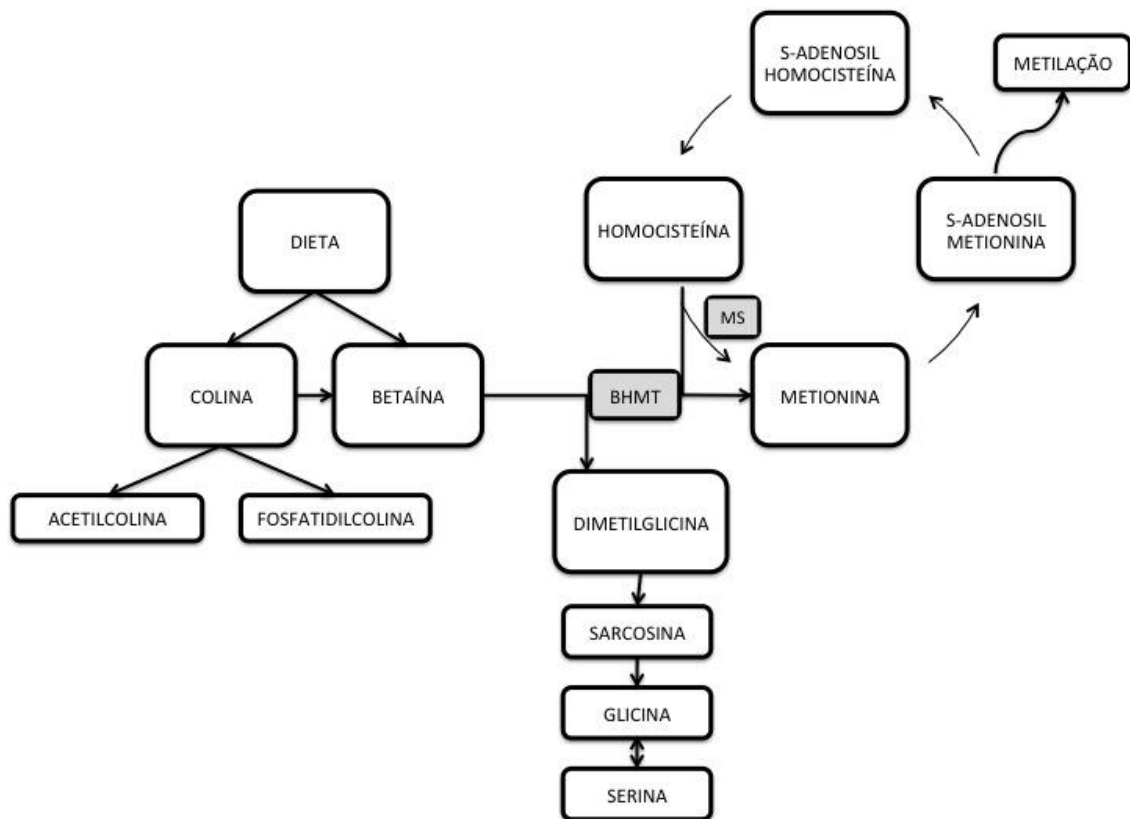 S-ADENOSIL
HOMOCISTEÍNA
METILAÇÃO
DIETA
HOMOCISTEÍNA
S-ADENOSIL
METIONINA
MS
COLINA
BETAÍNA
BHMT
METIONINA
ACETILCOLINA
FOSFATIDILCOLINA
DIMETILGLICINA
SARCOSINA
GLICINA
SERINA